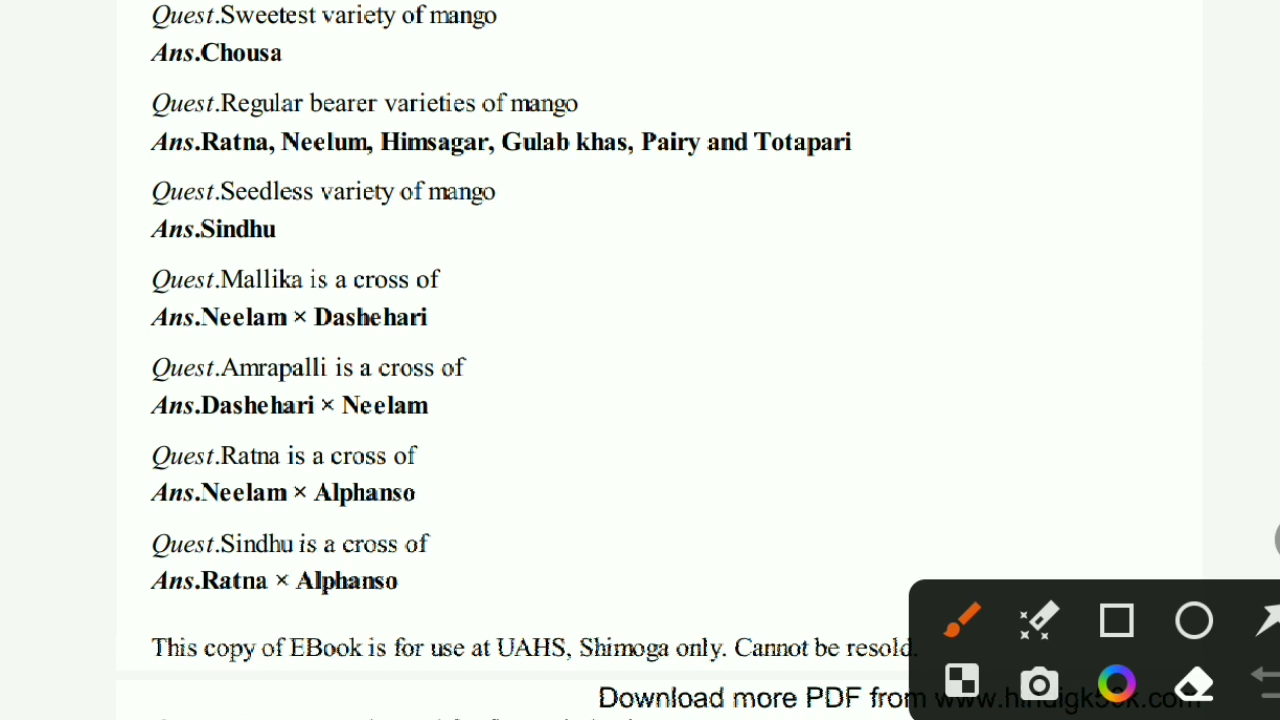 Quest.Sweetest variety of mango
Ans.Chousa
Quest.Regular bearer varieties of mango
Ans.Ratna, Neelum, Himsagar, Gulab khas, Pairy and Totapari
Quest.Seedless variety of mango
Ans.Sindhu
Quest.Mallika is a cross of
Ans.Neelam × Dashehari
Quest.Amrapalli is a cross of
Ans.Dashehari × Neelam
Quest.Ratna is a cross of
Ans.Neelam × Alphanso
Quest.Sindhu is a cross of
Ans.Ratna × Alphanso
This copy of EBook is for use at UAHS, Shimoga only. Cannot be resold.
Download more PDF from